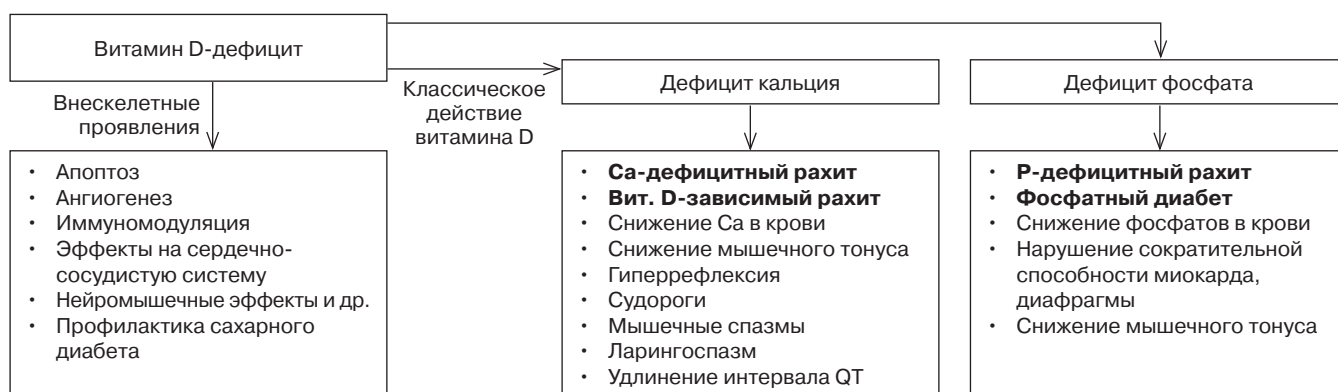 Витамин D-дефицит
Внескелетные
проявления
Классическое
действие
витамина D
Дефицит кальция
Дефицит фосфата
• Апоптоз
• Ангиогенез
• Иммуномодуляция
• Эффекты на сердечно-
сосудистую систему
• Нейромышечные эффекты и др.
• Профилактика сахарного
диабета
• Са-дефицитный рахит
• Вит. D-зависимый рахит
• Снижение Са в крови
• Снижение мышечного тонуса
• Гиперрефлексия
• Судороги
• Мышечные спазмы
• Ларингоспазм
• Удлинение интервала QT
• Р-дефицитный рахит
• Фосфатный диабет
• Снижение фосфатов в крови
• Нарушение сократительной
способности миокарда,
диафрагмы
• Снижение мышечного тонуса